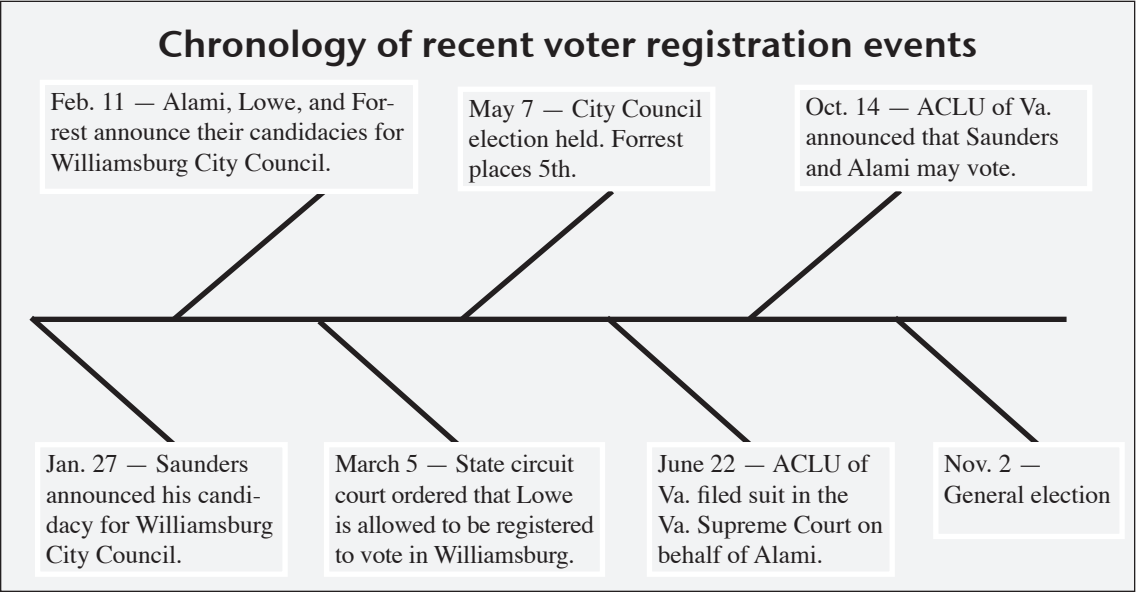 Chronology of recent voter registration events
Feb. 11 — Alami, Lowe, and For-
rest announce their candidacies for
Williamsburg City Council.
May 7 — City Council
election held. Forrest
places 5th.
Oct. 14 — ACLU of Va.
announced that Saunders
and Alami may vote.
Jan. 27 — Saunders
announced his candi-
dacy for Williamsburg
City Council.
March 5 — State circuit
court ordered that Lowe
is allowed to be registered
to vote in Williamsburg.
June 22 — ACLU of
Va. filed suit in the
Va. Supreme Court on
behalf of Alami.
Nov. 2 —
General election